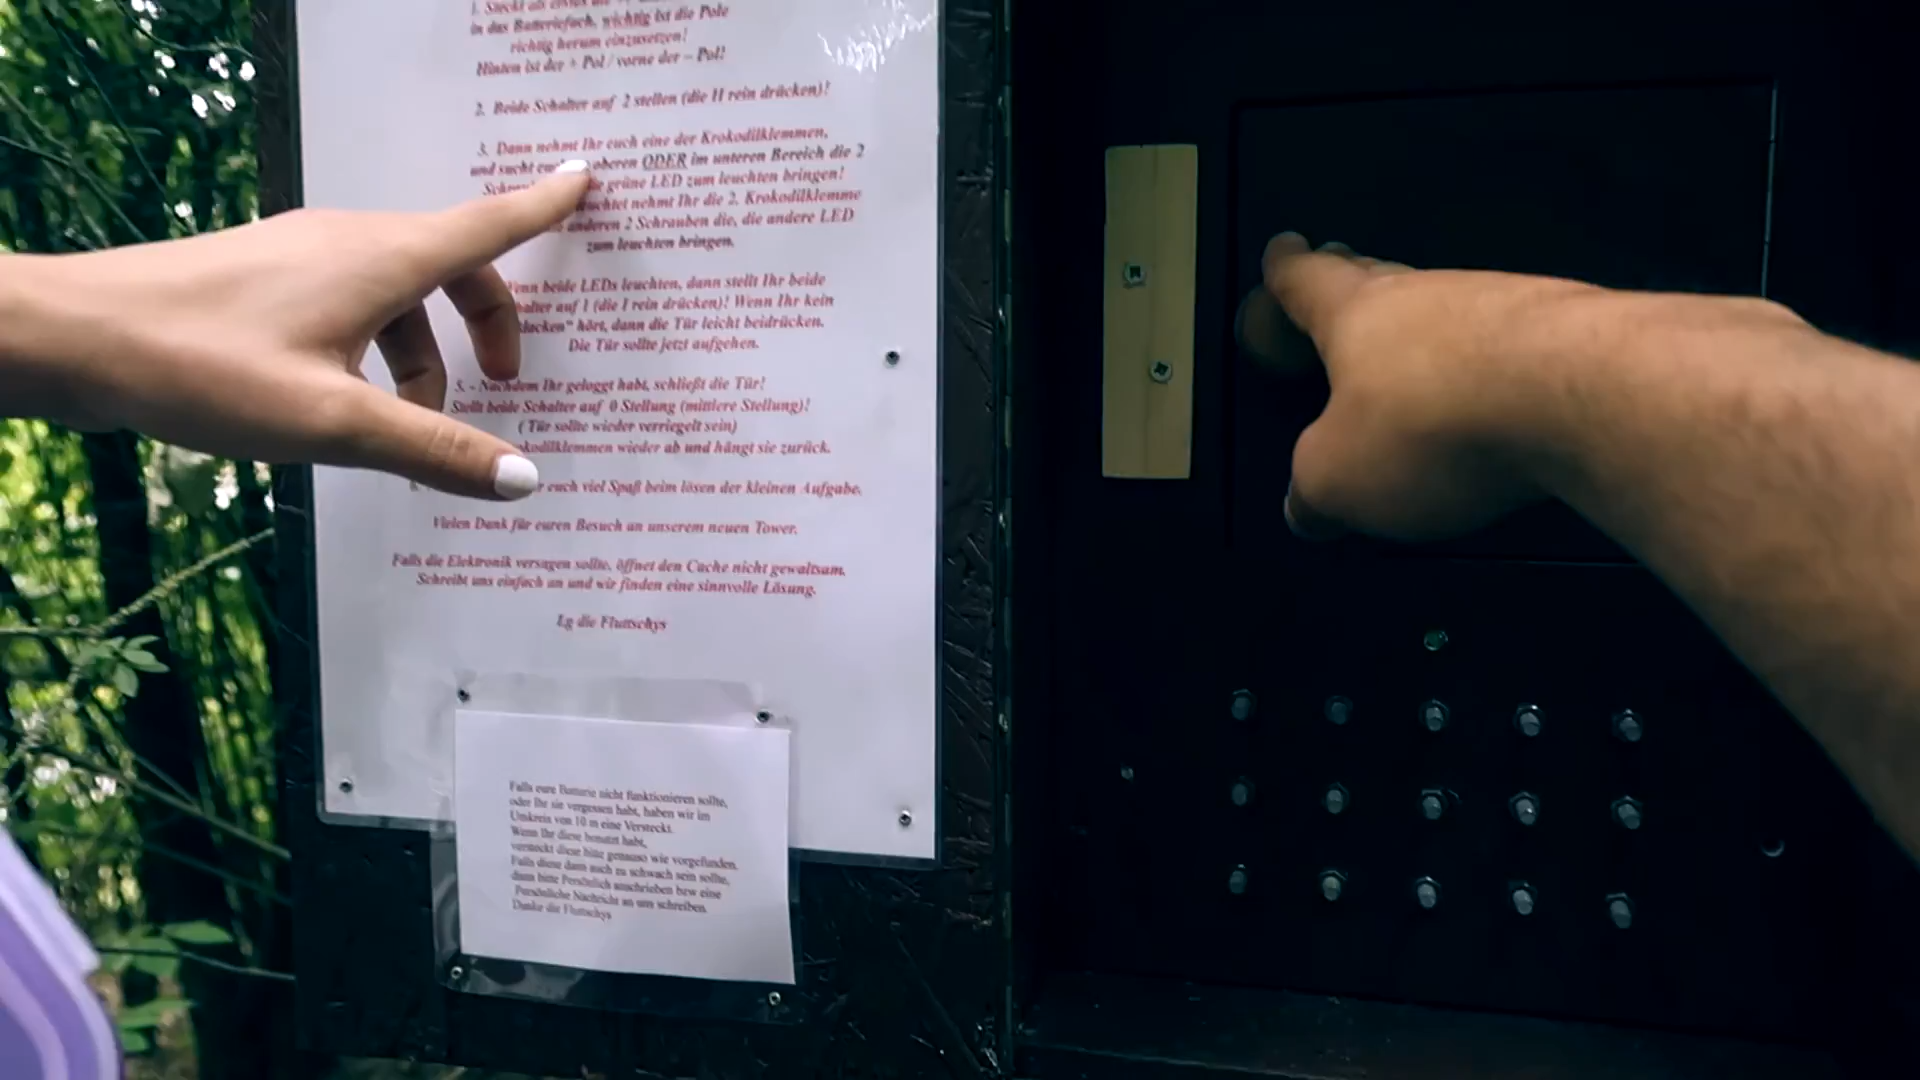 1. Steckt als
in das Batteriefach, wichtig ist die Pole
richtig herum einzusetzen!
Hinten ist der + Pol / vorne der – Pol!
2. Beide Schalter auf 2 stellen (die II rein drücken)!
3. Dann nehmt Ihr euch eine der Krokodilklemmen,
und sucht oberen ODER im unteren Bereich die 2
grüne LED zum leuchten bringen!
nehmt Ihr die 2. Krokodilklemme
anderen 2 Schrauben die, die andere LED
zum leuchten bringen.
Wenn beide LEDs leuchten, dann stellt Ihr beide
auf 1 (die I rein drücken)! Wenn Ihr kein
hört, dann die Tür leicht beidrücken.
Die Tür sollte jetzt aufgehen.
5. - Nachdem Ihr geloggt habt, schließt die Tür!
Stellt beide Schalter auf 0 Stellung (mittlere Stellung)!
( Tür sollte wieder verriegelt sein)
wieder ab und hängt sie zurück.
euch viel Spaß beim lösen der kleinen Aufgabe.
Vielen Dank für euren Besuch an unserem neuen Tower.
Falls die Elektronik versagen sollte, öffnet den Cache nicht gewaltsam.
Schreibt uns einfach an und wir finden eine sinnvolle Lösung.
Lg die Fluttschys
Falls eure Batterie nicht funktionieren sollte,
oder Ihr sie vergessen habt, haben wir im
Umkreis von 10 m eine Versteckt.
Wenn Ihr diese benutzt habt,
versteckt diese bitte genauso wie vorgefunden.
Falls diese dann auch zu schwach sein sollte,
dann bitte Persönlich anschrieben bzw eine
Persönliche Nachricht an uns schreiben.
Danke die Fluttschys